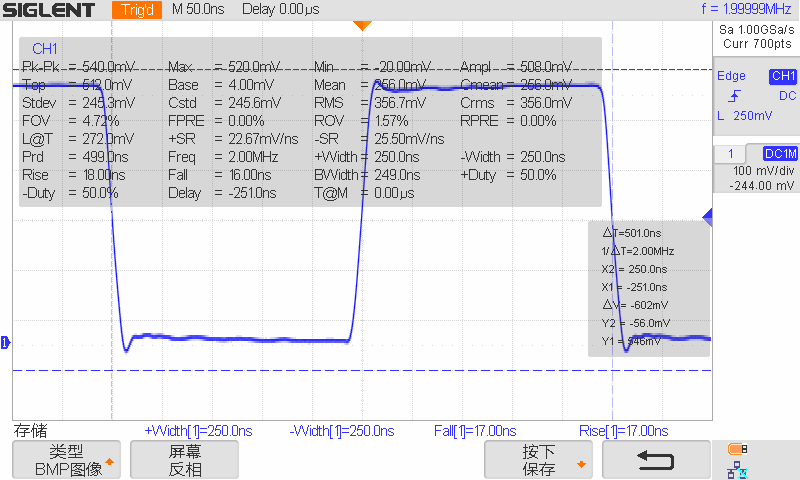 SIGLENT Trig'd M 50.0ns Delay 0.00µs f = 1.99999MHz
Sa 1.00GSa/s
Curr 700pts
CH1
Pk-Pk = 540.0mV Max = 520.0mV Min = -20.00mV Ampl = 508.0mV
Top = 512.0mV Base = 4.00mV Mean = 256.0mV Cmean = 256.0mV
Stdev = 245.3mV Cstd = 245.6mV RMS = 356.7mV Crms = 356.0mV
FOV = 4.72% FPRE = 0.00% ROV = 1.57% RPRE = 0.00%
L@T = 272.0mV +SR = 22.67mV/ns -SR = 25.50mV/ns
Prd = 499.0ns Freq = 2.00MHz +Width = 250.0ns -Width = 250.0ns
Rise = 18.00ns Fall = 16.00ns BWidth = 249.0ns +Duty = 50.0%
-Duty = 50.0% Delay = -251.0ns T@M = 0.00µs
Edge CH1
DC
L 250mV
1 DC1M
100 mV/div
-244.00 mV
△T=501.0ns
1/△T=2.00MHz
X2 = 250.0ns
X1 = -251.0ns
△V= -602mV
Y2 = -56.0mV
Y1 = 546mV
1
存储 +Width[1]=250.0ns -Width[1]=250.0ns Fall[1]=17.00ns Rise[1]=17.00ns
类型
BMP图像
屏幕
反相
按下
保存